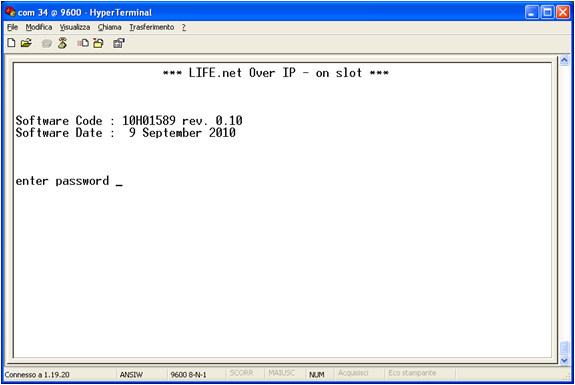 com 34 @ 9600 - HyperTerminal
File Modifica Visualizza Chiama Trasferimento ?
*** LIFE.net Over IP - on slot ***
Software Code : 10H01589 rev. 0.10
Software Date :  9 September 2010
enter password _
Connesso a 1.19.20 ANSIW 9600 8-N-1 SCORR MAIUSC NUM Acquisisci Eco stampante